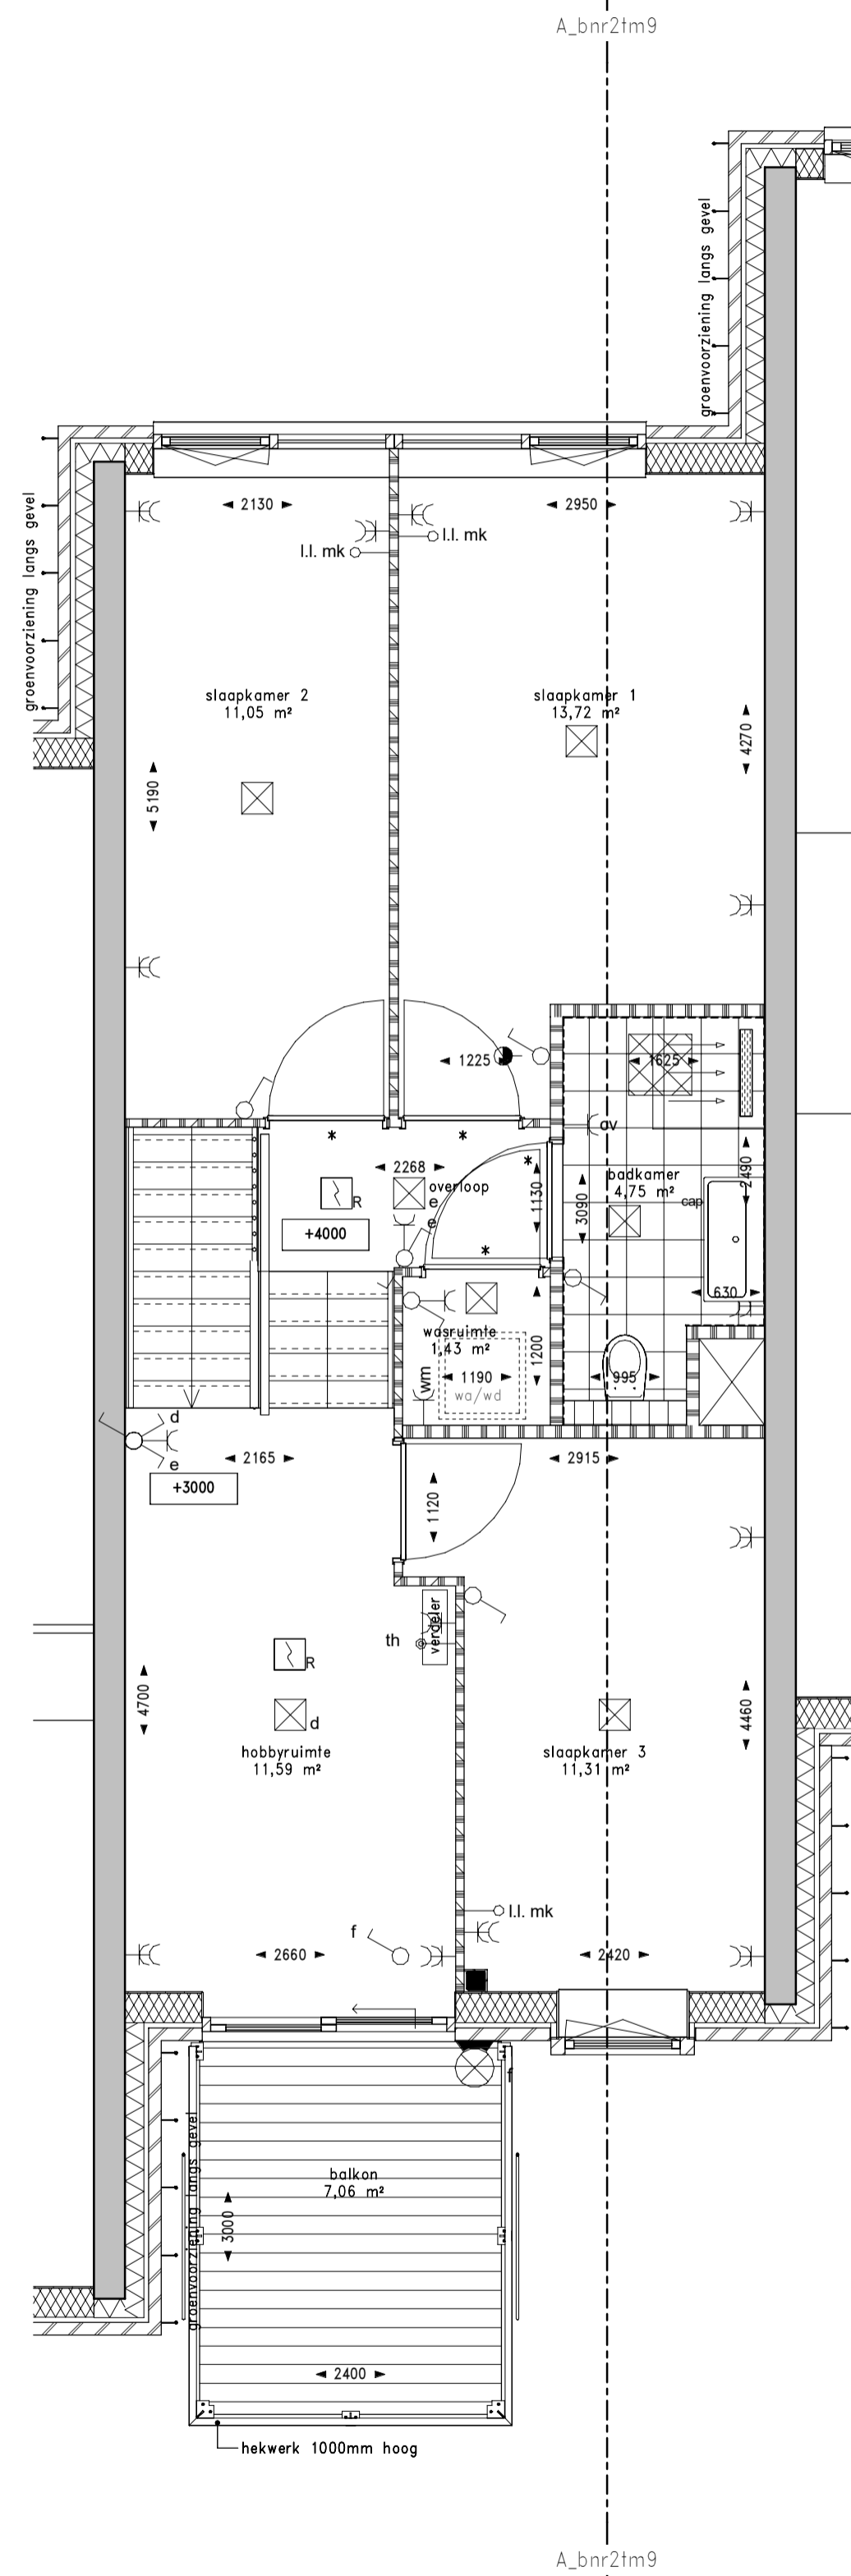 A_bnr2tm9
groenvoorziening langs gevel
groenvoorziening langs gevel
2130
2950
l.l. mk
l.l. mk
slaapkamer 2
11,05 m²
slaapkamer 1
13,72 m²
4270
5190
1225
1625
av
*
*
*
2268
overloop
e
e
R
+4000
1130
3090
badkamer
4,75 m²
2490
cap
630
*
wasruimte
1,43 m²
1200
1190
wa/wd
wm
995
d
e
+3000
2165
2915
1120
verdeler
th
R
d
4700
4460
hobbyruimte
11,59 m²
slaapkamer 3
11,31 m²
l.l. mk
f
2660
2420
f
groenvoorziening langs gevel
balkon
7,06 m²
3000
2400
hekwerk 1000mm hoog
A_bnr2tm9